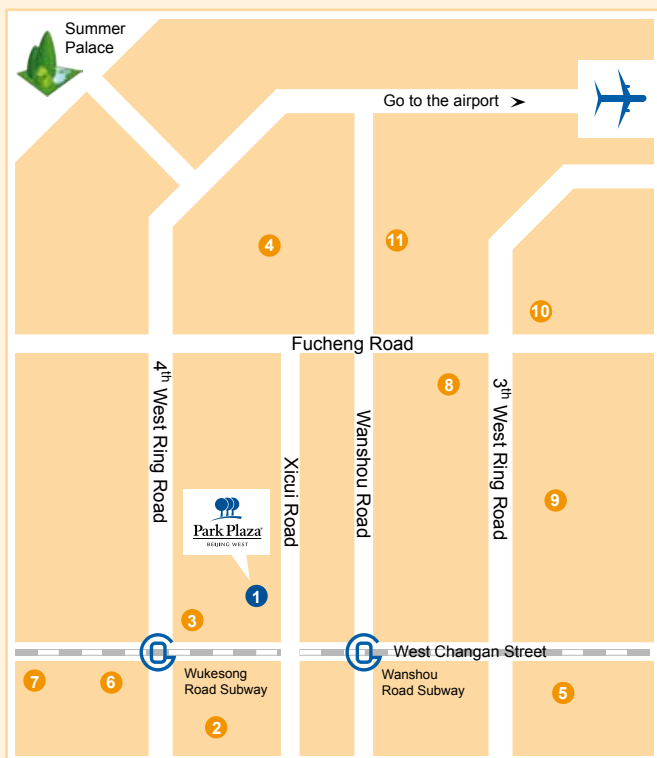 Summer
Palace
Go to the airport
4
11
10
Fucheng Road
8
4th West Ring Road
Xicui Road
Wanshou Road
3th West Ring Road
9
Park Plaza
BEIJING WEST
1
3
West Changan Street
Wukesong
Road Subway
Wanshou
Road Subway
7
6
5
2